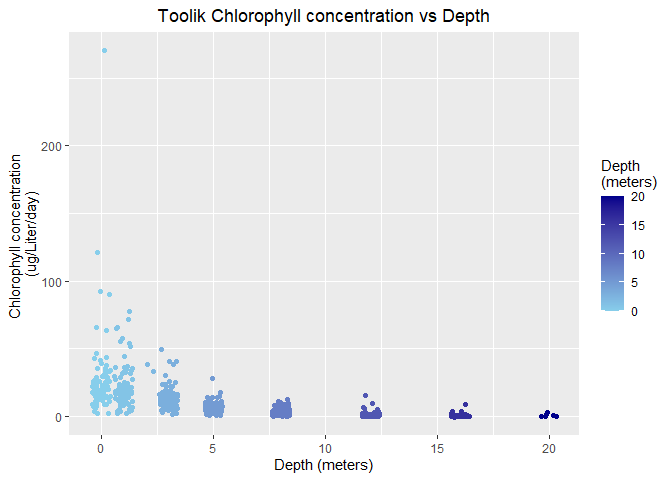 Toolik Chlorophyll concentration vs Depth
Chlorophyll concentration
(ug/Liter/day)
200
100
0
0
5
10
15
20
Depth (meters)
Depth
(meters)
20
15
10
5
0